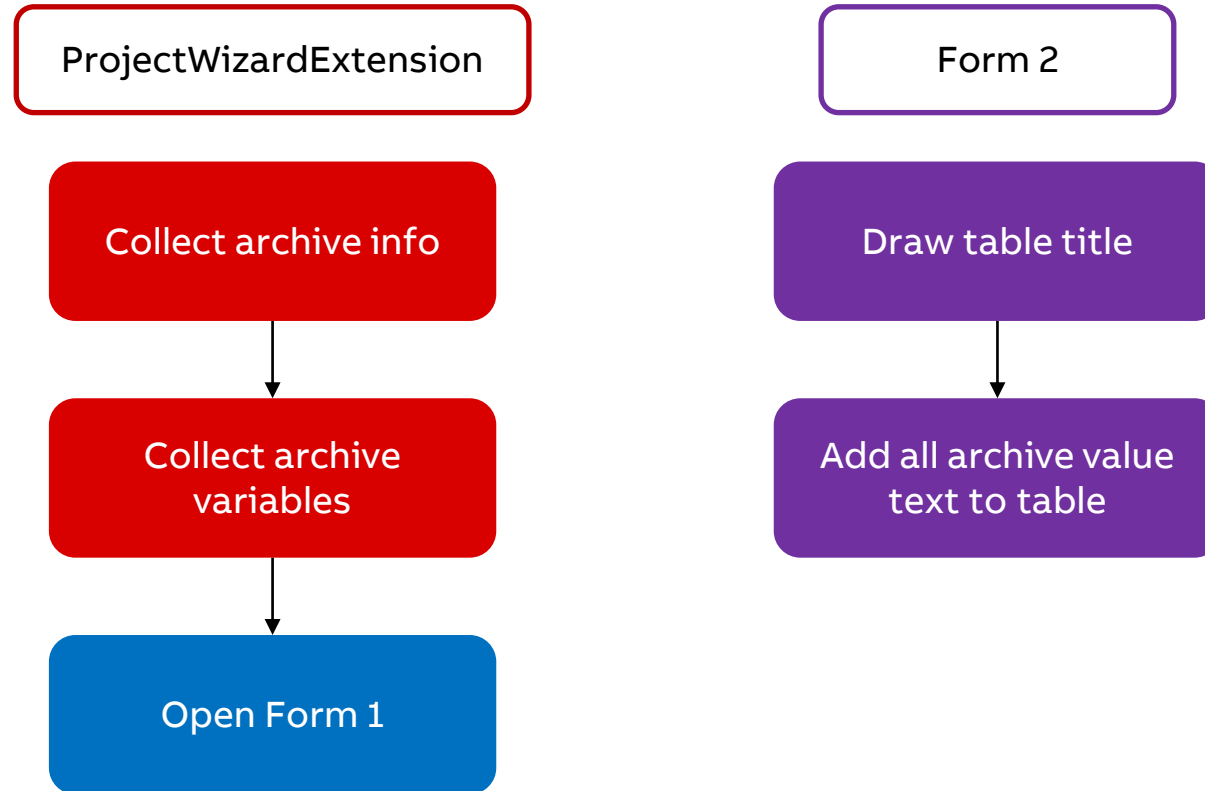 ProjectWizardExtension
Collect archive info
Collect archive
variables
Open Form 1
Form 2
Draw table title
Add all archive value
text to table